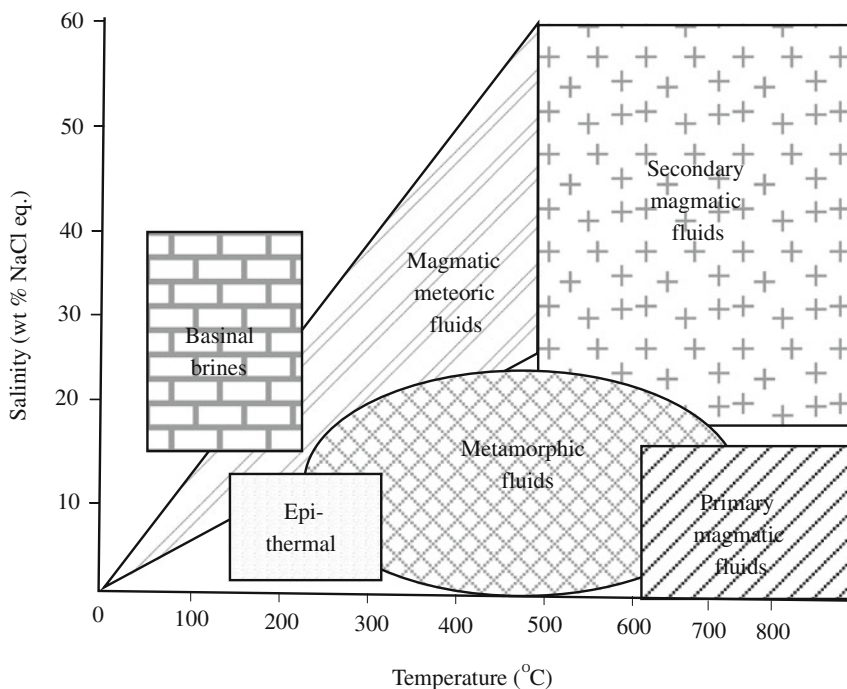 60
50
40
30
20
10
Salinity (wt % NaCl eq.)
Secondary
magmatic
fluids
Magmatic
meteoric
fluids
Basinal
brines
Metamorphic
fluids
Epi-
thermal
Primary
magmatic
fluids
0 100 200 300 400 500 600 700 800
Temperature (°C)